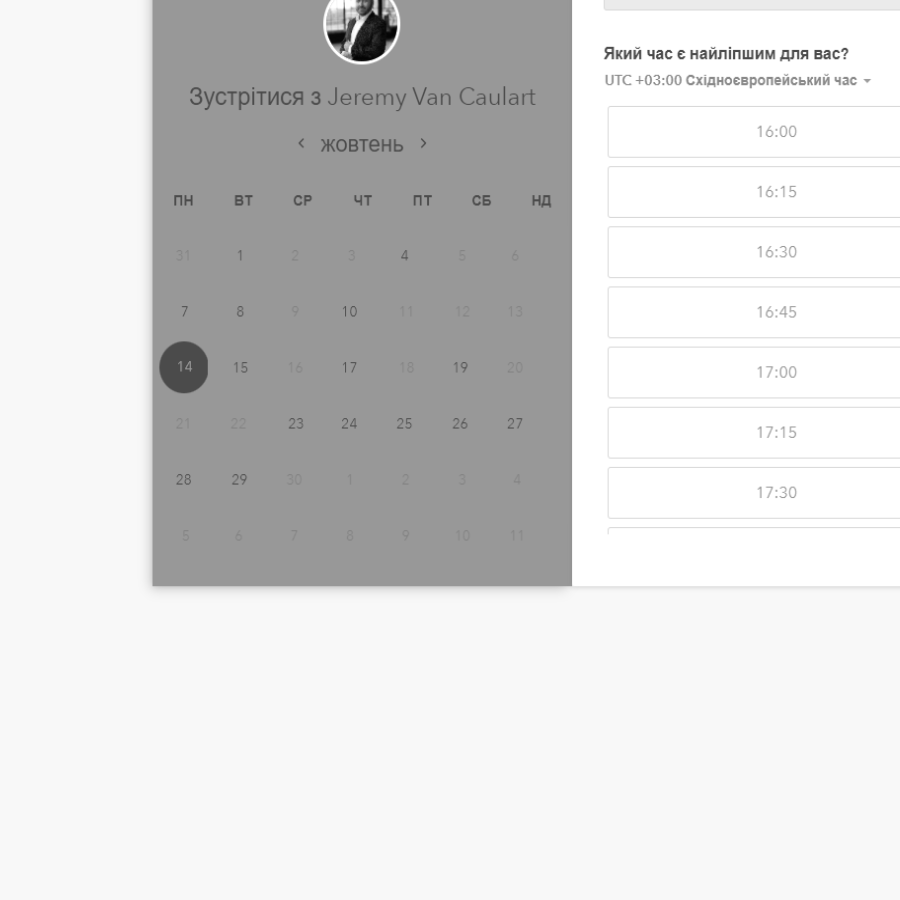 Зустрітися з Jeremy Van Caulart
жовтень
ПН ВТ СР ЧТ ПТ СБ НД
31 1 2 3 4 5 6
7 8 9 10 11 12 13
14 15 16 17 18 19 20
21 22 23 24 25 26 27
28 29 30 1 2 3 4
5 6 7 8 9 10 11
Який час є найліпшим для вас?
UTC +03:00 Східноєвропейський час
16:00
16:15
16:30
16:45
17:00
17:15
17:30